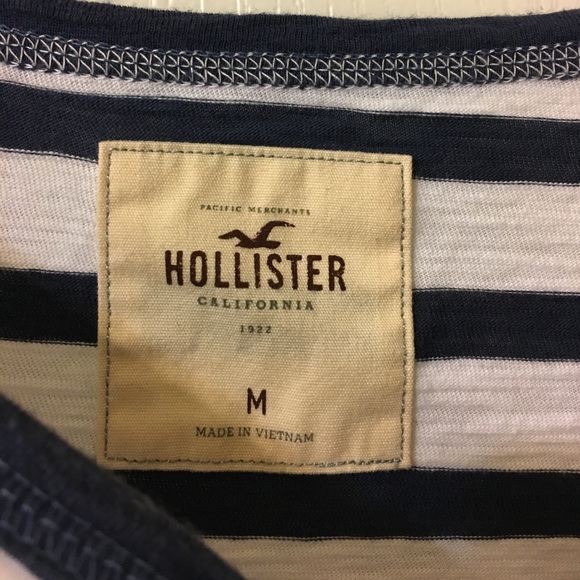 PACIFIC MERCHANTS
HOLLISTER
CALIFORNIA
1922
M
MADE IN VIETNAM